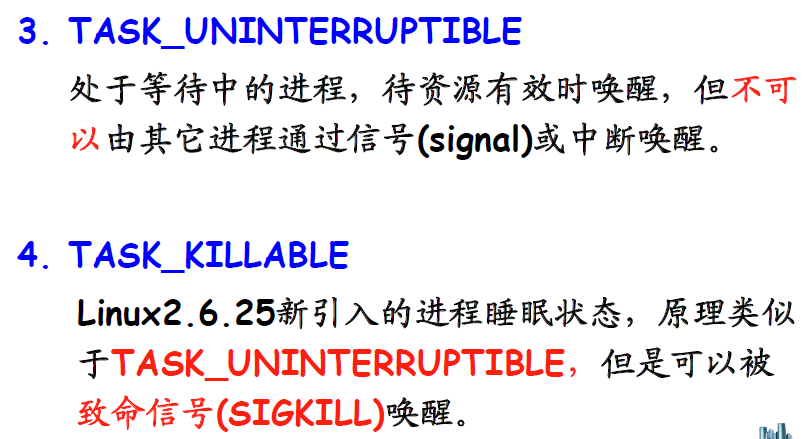 3. TASK_UNINTERRUPTIBLE
处于等待中的进程，待资源有效时唤醒，但不可
以由其它进程通过信号(signal)或中断唤醒。
4. TASK_KILLABLE
Linux2.6.25新引入的进程睡眠状态，原理类似
于TASK_UNINTERRUPTIBLE，但是可以被
致命信号(SIGKILL)唤醒。